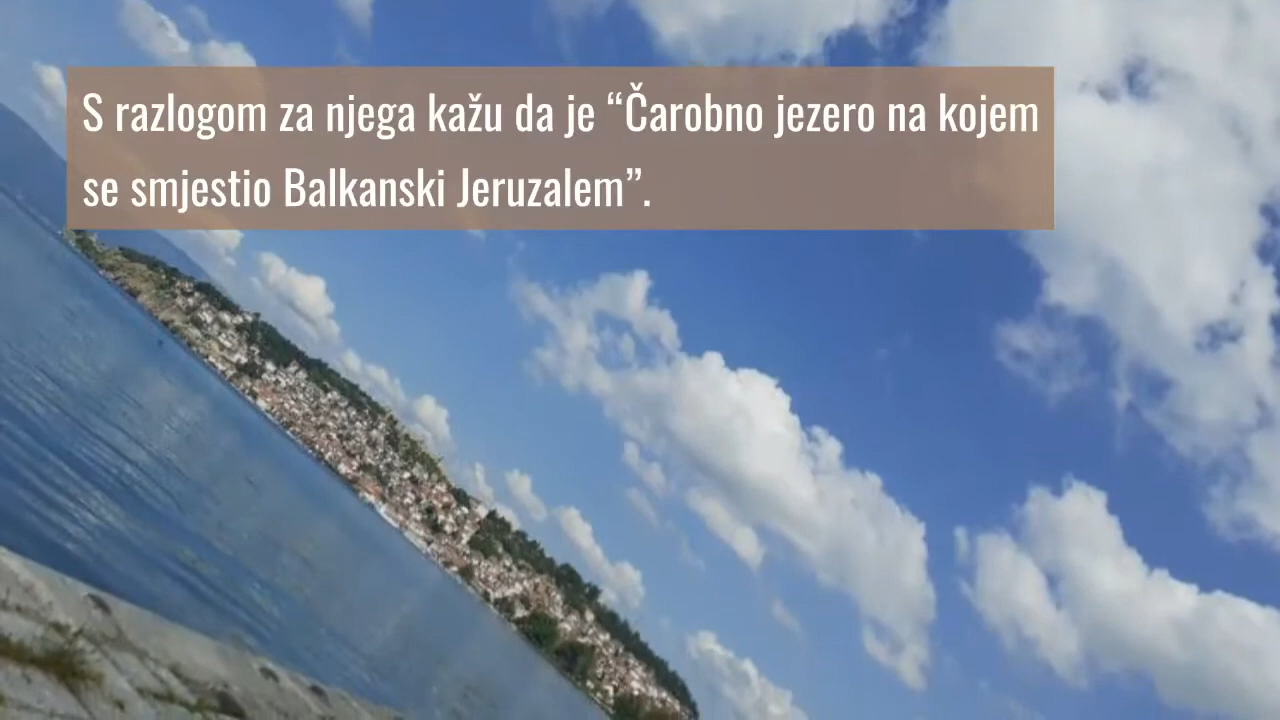 S razlogom za njega kažu da je “Čarobno jezero na kojem
se smjestio Balkanski Jeruzalem”.